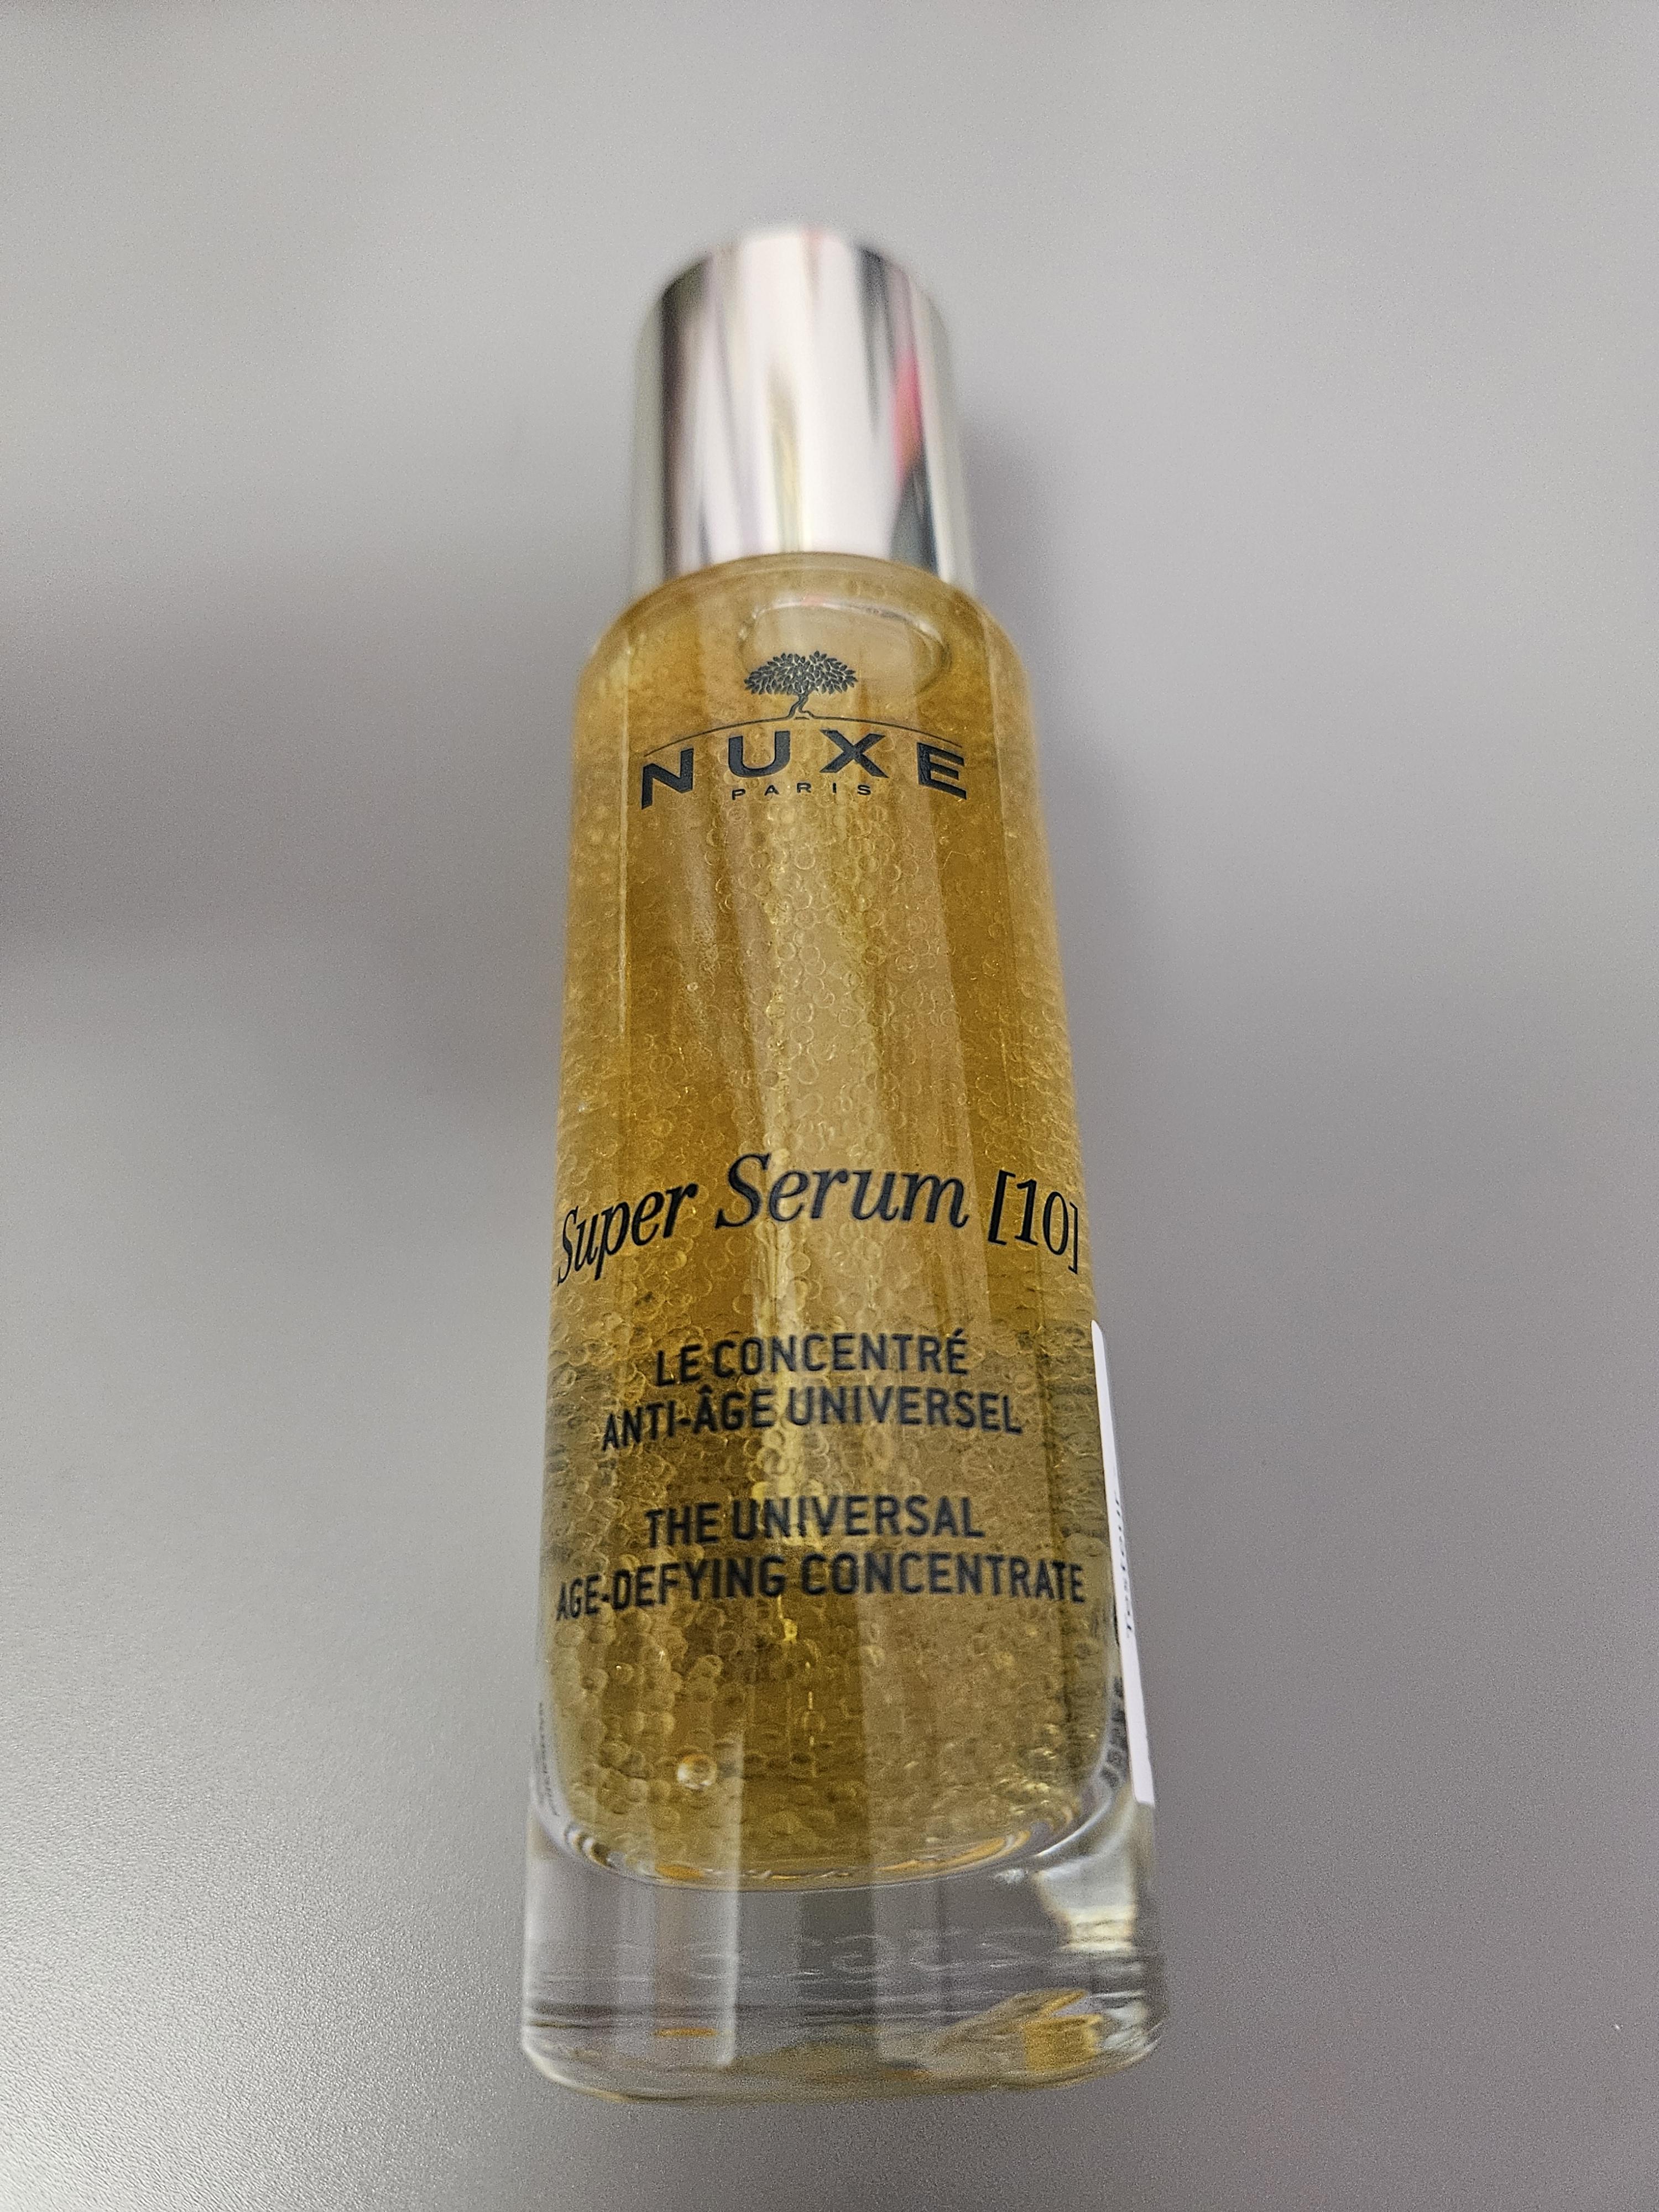 NUXE
PARIS
Super Serum [10]
LE CONCENTRÉ
ANTI-ÂGE UNIVERSEL
THE UNIVERSAL
AGE-DEFYING CONCENTRATE